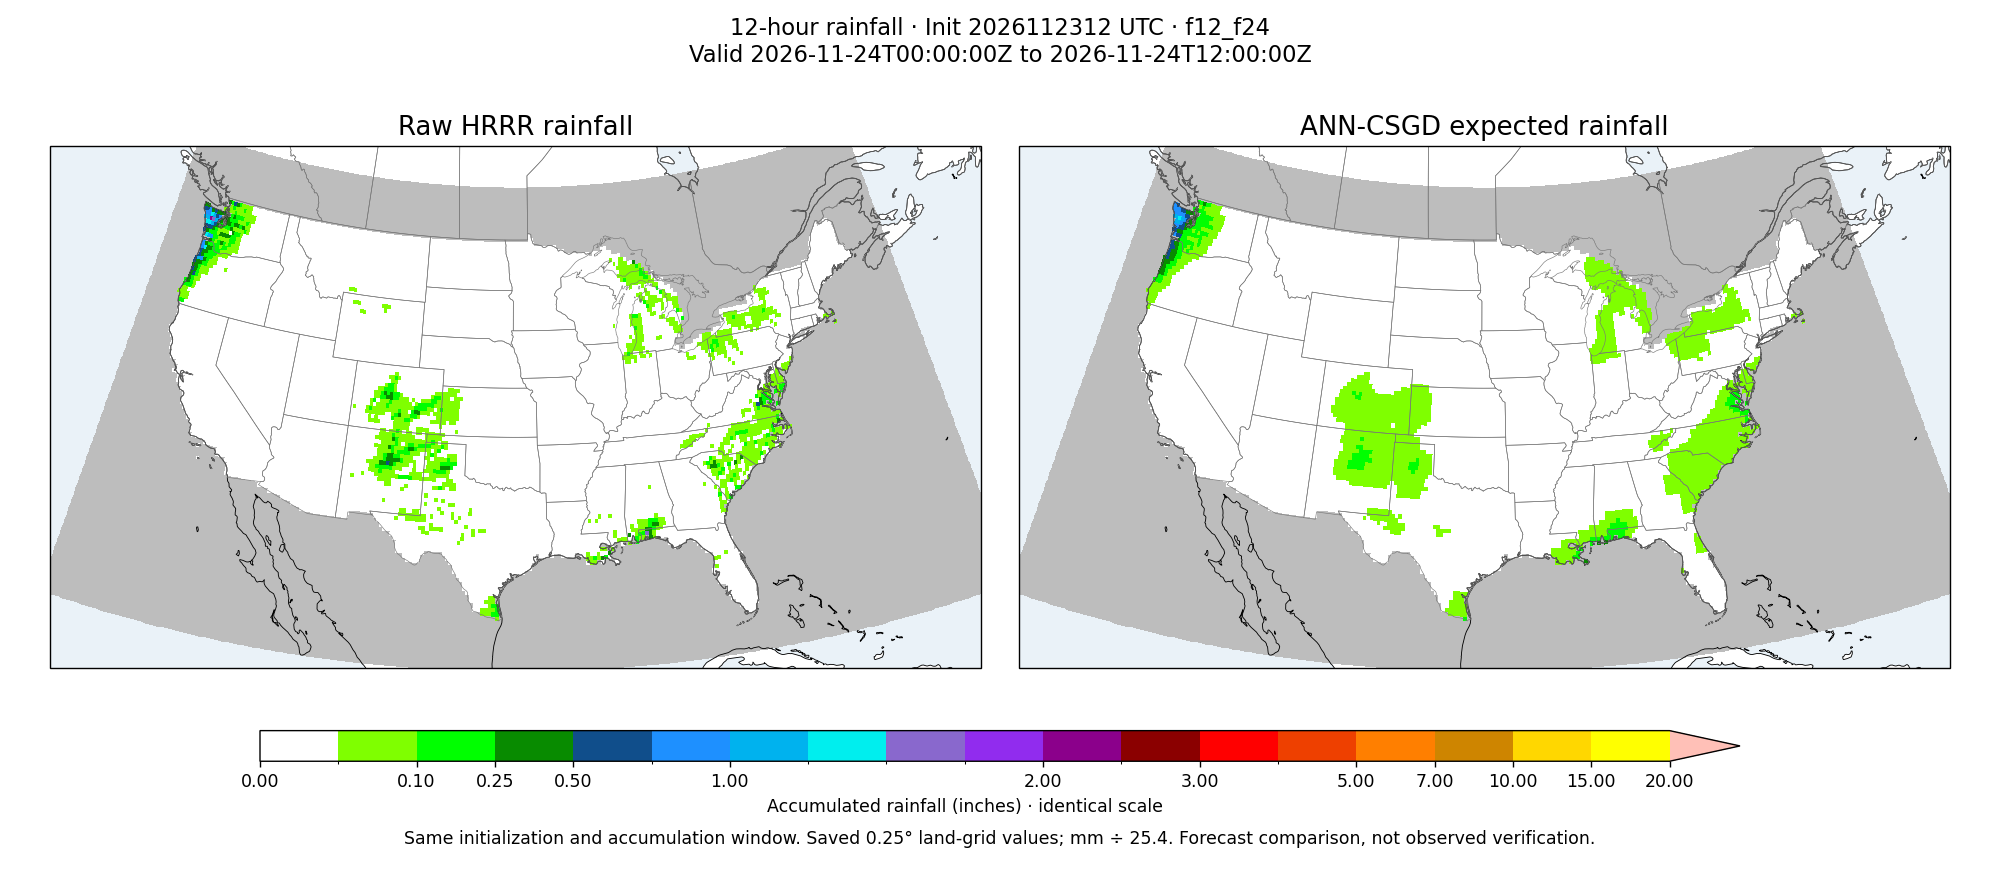 12-hour rainfall · Init 2026112312 UTC · f12_f24
Valid 2026-11-24T00:00:00Z to 2026-11-24T12:00:00Z
Raw HRRR rainfall
ANN-CSGD expected rainfall
0.00 0.10 0.25 0.50 1.00 2.00 3.00 5.00 7.00 10.00 15.00 20.00
Accumulated rainfall (inches) · identical scale
Same initialization and accumulation window. Saved 0.25° land-grid values; mm ÷ 25.4. Forecast comparison, not observed verification.